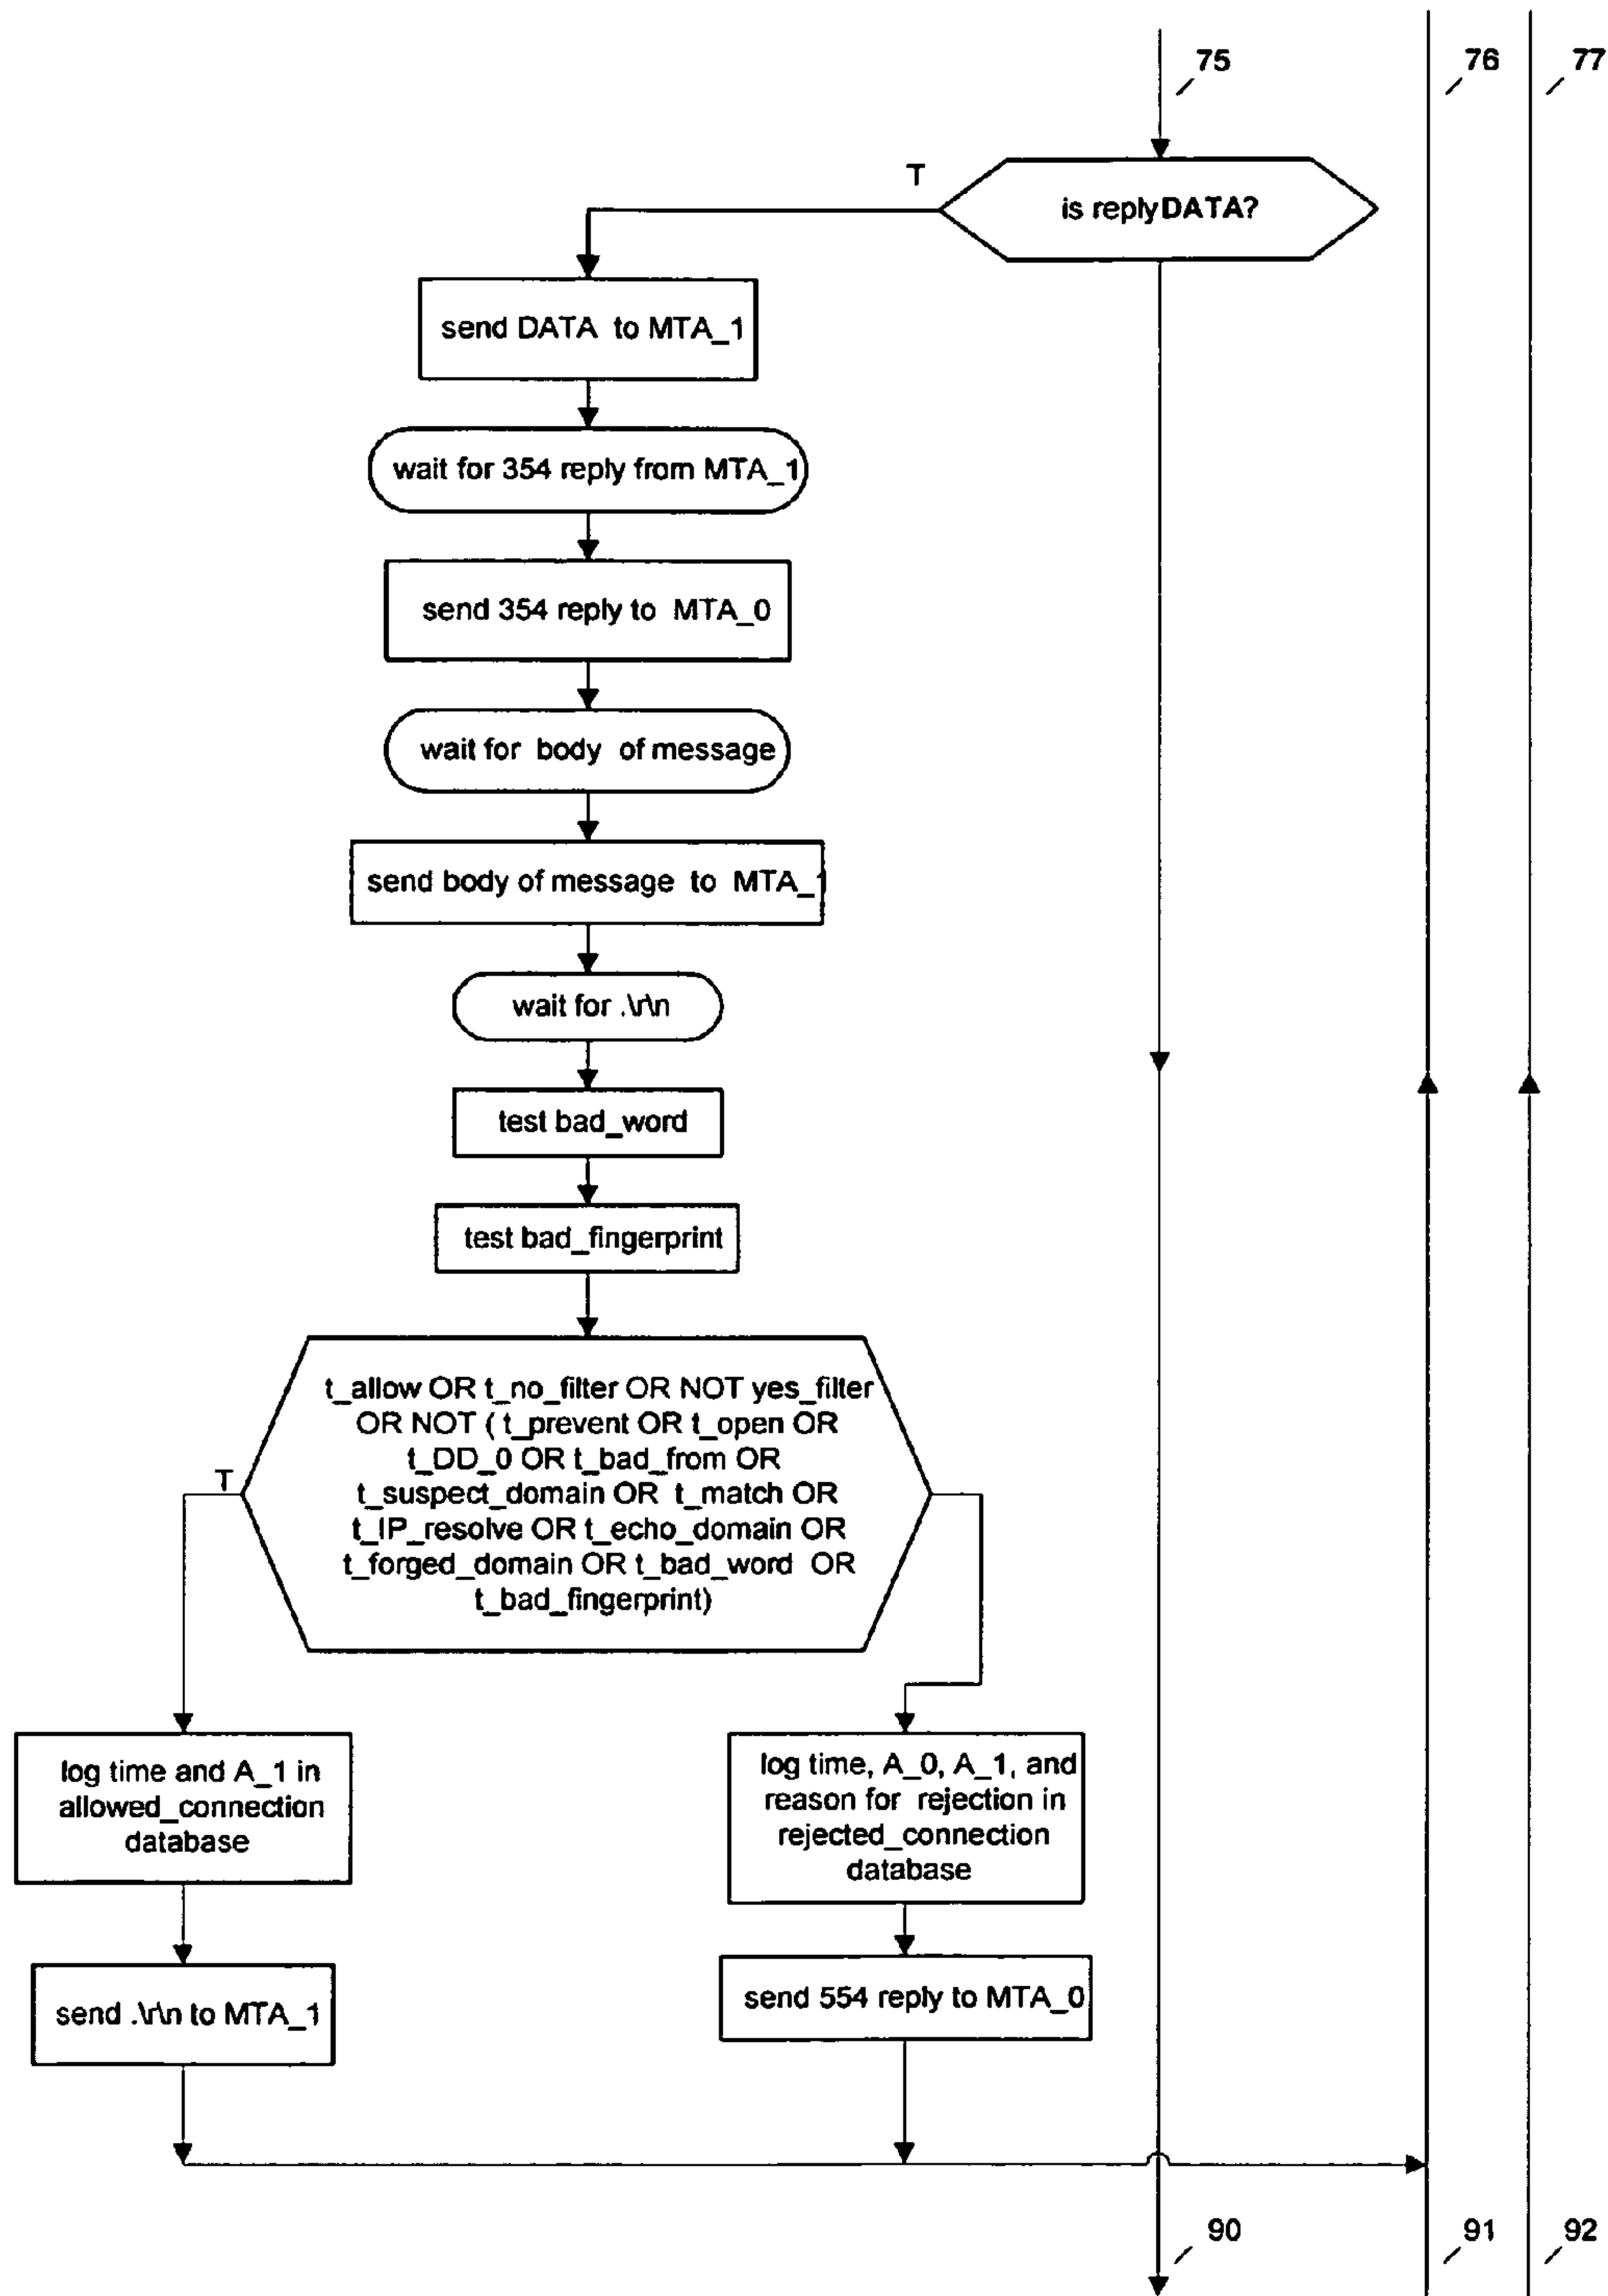 75
76
77
T
is reply DATA?
send DATA to MTA_1
wait for 354 reply from MTA_1
send 354 reply to MTA_0
wait for body of message
send body of message to MTA_1
wait for .\r\n
test bad_word
test bad_fingerprint
t_allow OR t_no_filter OR NOT yes_filter
OR NOT ( t_prevent OR t_open OR
t_DD_0 OR t_bad_from OR
t_suspect_domain OR t_match OR
t_IP_resolve OR t_echo_domain OR
t_forged_domain OR t_bad_word OR
t_bad_fingerprint)
T
log time and A_1 in
allowed_connection
database
log time, A_0, A_1, and
reason for rejection in
rejected_connection
database
send .\r\n to MTA_1
send 554 reply to MTA_0
90
91
92